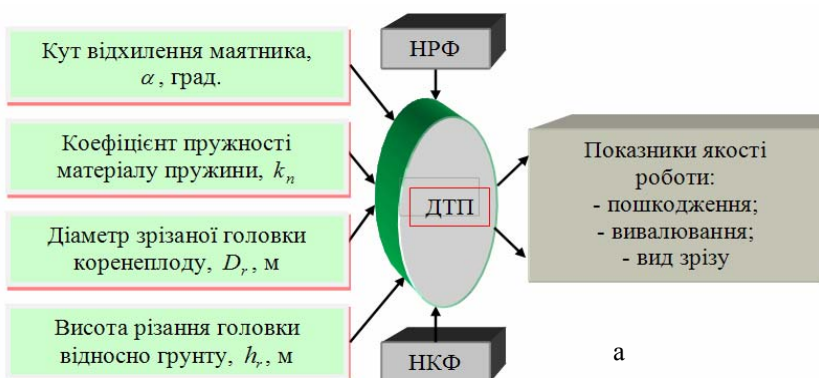 Кут відхилення маятника,
α, град.
Коефіцієнт пружності
матеріалу пружини, kп
Діаметр зрізаної головки
коренеплоду, Dr, м
Висота різання головки
відносно грунту, hr, м
НРФ
ДТП
НКФ
Показники якості
роботи:
- пошкодження;
- вивалювання;
- вид зрізу
а